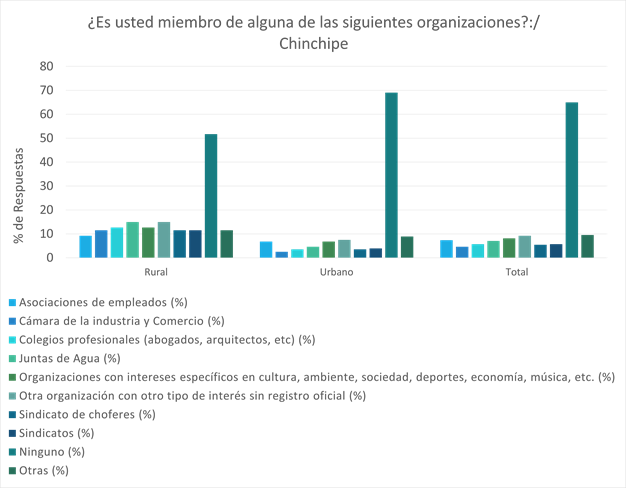 ¿Es usted miembro de alguna de las siguientes organizaciones?:/
Chinchipe
% de Respuestas
80
70
60
50
40
30
20
10
0
Rural
Urbano
Total
Asociaciones de empleados (%)
Cámara de la industria y Comercio (%)
Colegios profesionales (abogados, arquitectos, etc) (%)
Juntas de Agua (%)
Organizaciones con intereses específicos en cultura, ambiente, sociedad, deportes, economía, música, etc. (%)
Otra organización con otro tipo de interés sin registro oficial (%)
Sindicato de choferes (%)
Sindicatos (%)
Ninguno (%)
Otras (%)